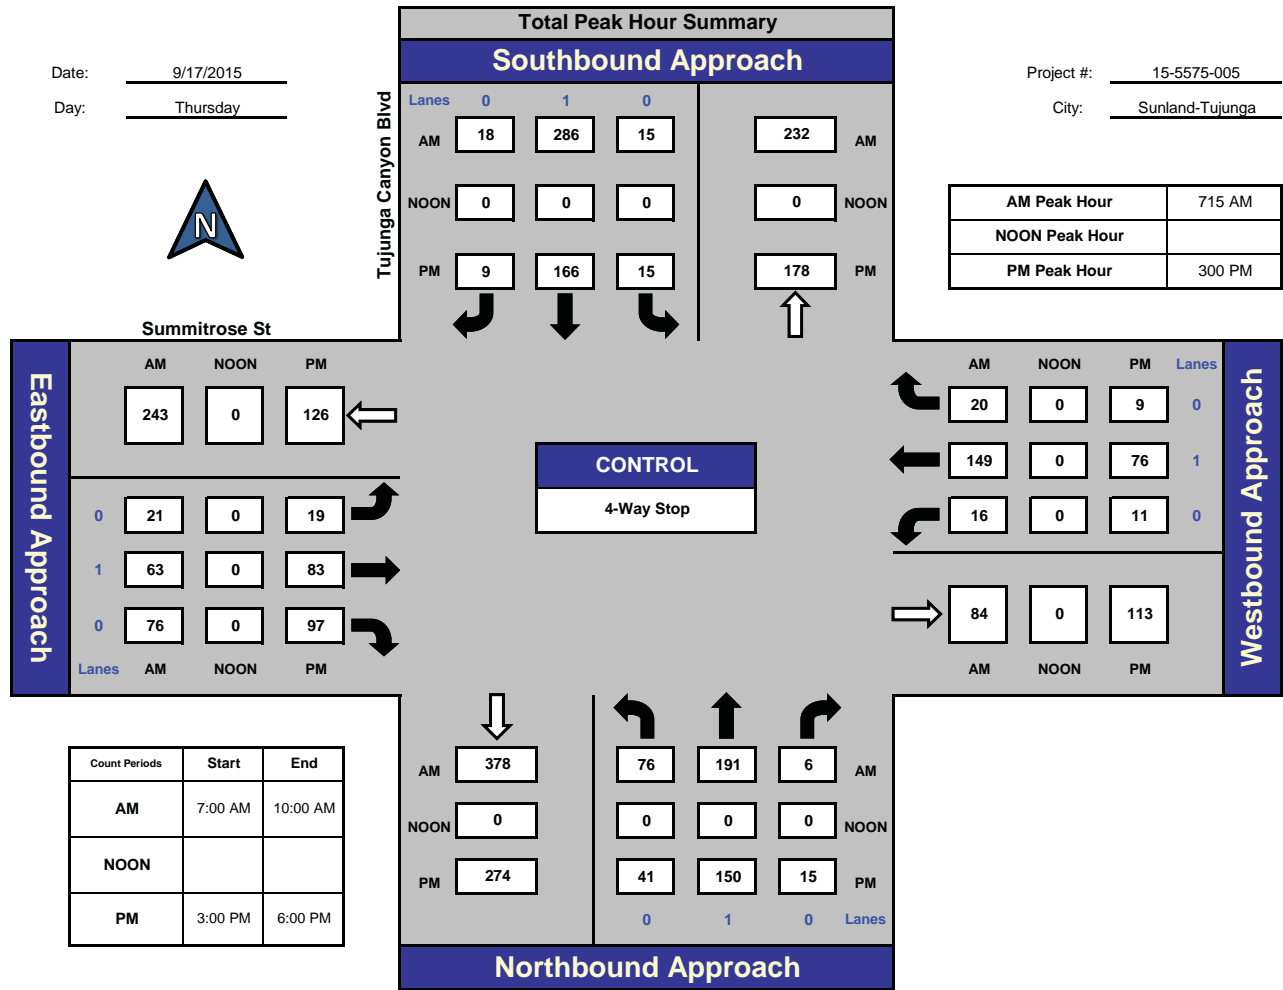 Total Peak Hour Summary
Southbound Approach
Date: 9/17/2015
Day: Thursday
Project #: 15-5575-005
City: Sunland-Tujunga
N
Tujunga Canyon Blvd
Lanes 0 1 0
AM 18 286 15 232 AM
NOON 0 0 0 0 NOON
PM 9 166 15 178 PM
AM Peak Hour 715 AM
NOON Peak Hour
PM Peak Hour 300 PM
Summitrose St
Eastbound Approach
AM NOON PM
243 0 126
0 21 0 19
1 63 0 83
0 76 0 97
Lanes AM NOON PM
CONTROL
4-Way Stop
AM NOON PM Lanes
20 0 9 0
149 0 76 1
16 0 11 0
84 0 113
AM NOON PM
Westbound Approach
Count Periods Start End
AM 7:00 AM 10:00 AM
NOON
PM 3:00 PM 6:00 PM
AM 378 76 191 6 AM
NOON 0 0 0 0 NOON
PM 274 41 150 15 PM
0 1 0 Lanes
Northbound Approach